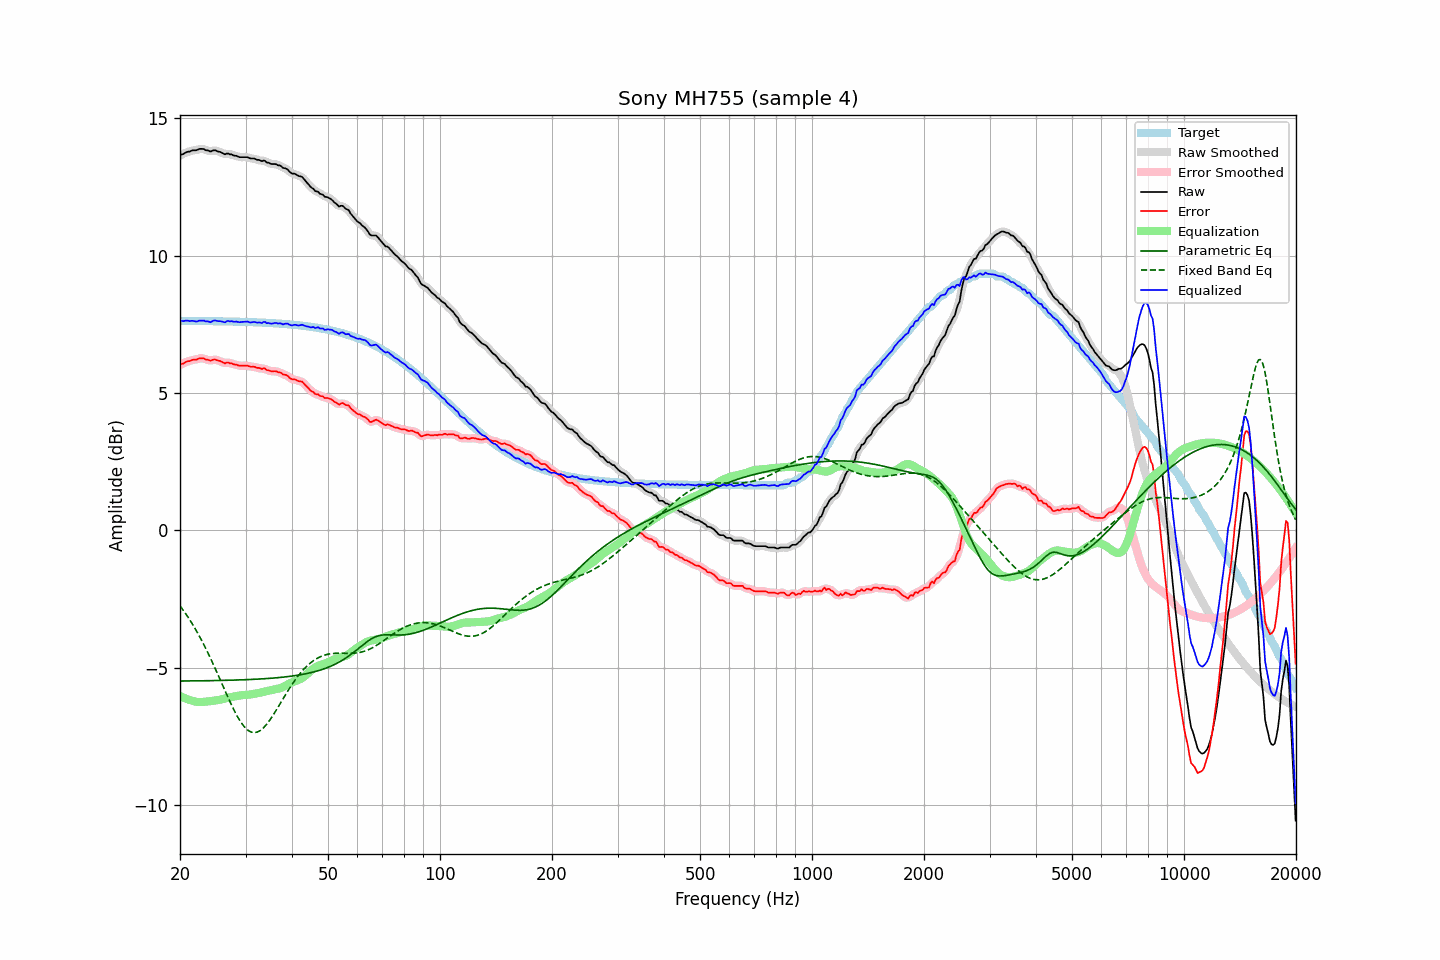 Sony MH755 (sample 4)
Target
Raw Smoothed
Error Smoothed
Raw
Error
Equalization
Parametric Eq
Fixed Band Eq
Equalized
15
10
5
0
−5
−10
Amplitude (dBr)
20 50 100 200 500 1000 2000 5000 10000 20000
Frequency (Hz)